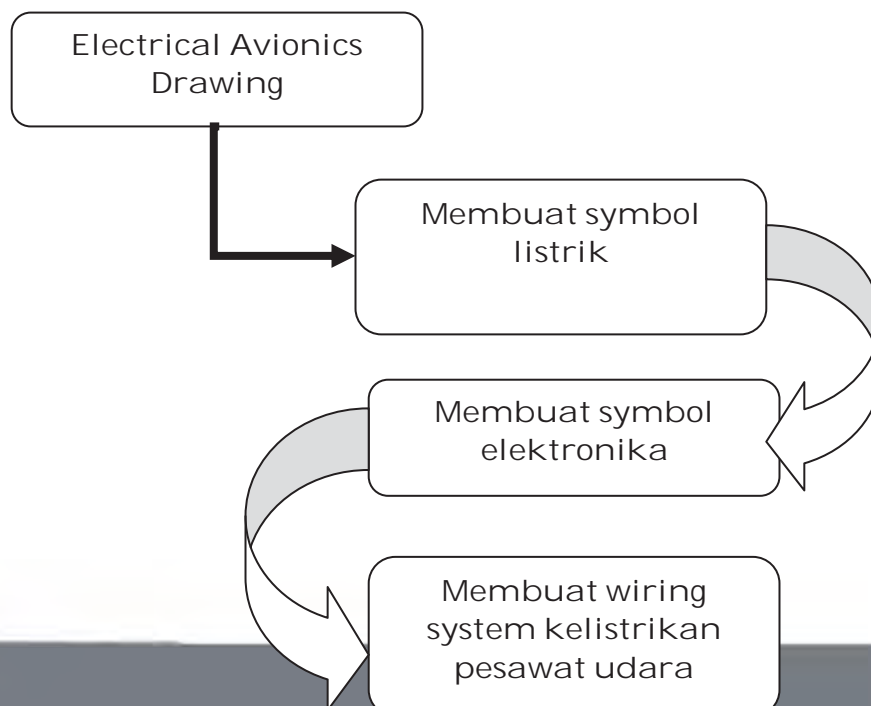 Electrical Avionics
Drawing
Membuat symbol
listrik
Membuat symbol
elektronika
Membuat wiring
system kelistrikan
pesawat udara